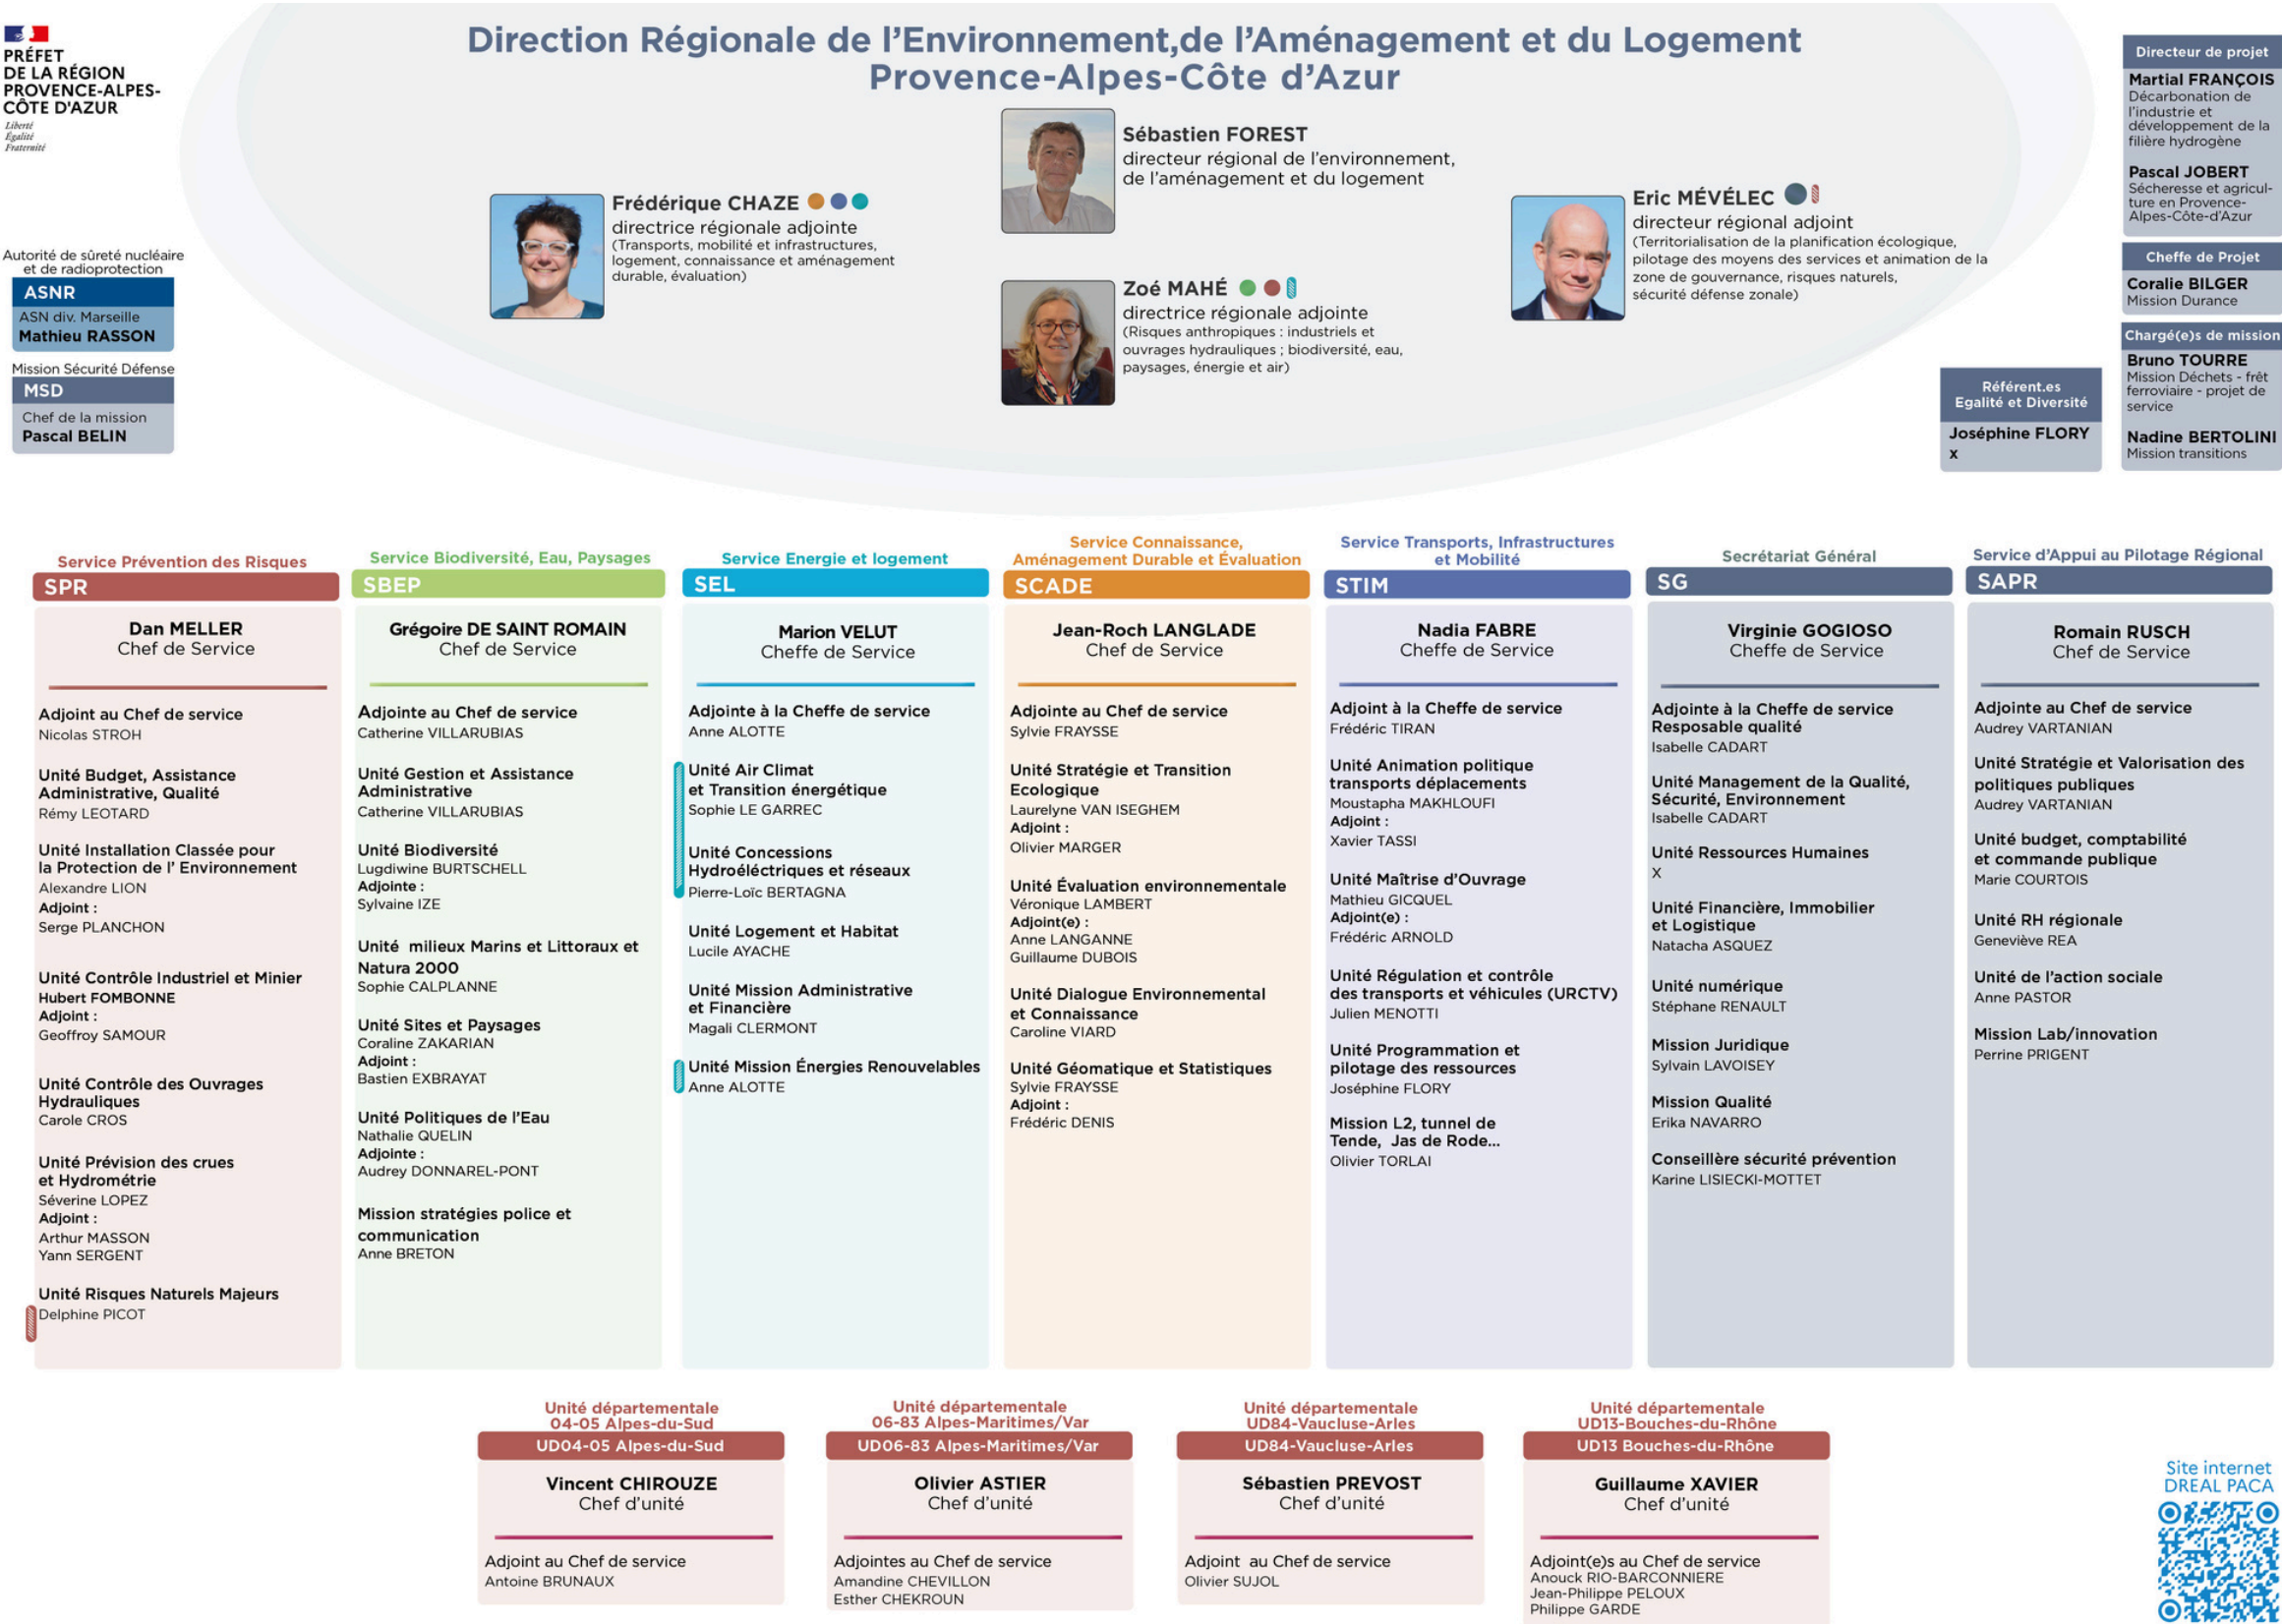 PRÉFET
DE LA RÉGION
PROVENCE-ALPES-
CÔTE D'AZUR
Liberté
Égalité
Fraternité
Direction Régionale de l'Environnement,de l'Aménagement et du Logement
Provence-Alpes-Côte d'Azur
Sébastien FOREST
directeur régional de l'environnement,
de l'aménagement et du logement
Frédérique CHAZE
directrice régionale adjointe
(Transports, mobilité et infrastructures,
logement, connaissance et aménagement
durable, évaluation)
Zoé MAHÉ
directrice régionale adjointe
(Risques anthropiques : industriels et
ouvrages hydrauliques ; biodiversité, eau,
paysages, énergie et air)
Eric MÉVÉLEC
directeur régional adjoint
(Territorialisation de la planification écologique,
pilotage des moyens des services et animation de la
zone de gouvernance, risques naturels,
sécurité défense zonale)
Autorité de sûreté nucléaire
et de radioprotection
ASNR
ASN div. Marseille
Mathieu RASSON
Mission Sécurité Défense
MSD
Chef de la mission
Pascal BELIN
Directeur de projet
Martial FRANÇOIS
Décarbonation de
l'industrie et
développement de la
filière hydrogène
Pascal JOBERT
Sécheresse et agricul-
ture en Provence-
Alpes-Côte-d'Azur
Cheffe de Projet
Coralie BILGER
Mission Durance
Chargé(e)s de mission
Bruno TOURRE
Mission Déchets - frêt
ferroviaire - projet de
service
Nadine BERTOLINI
Mission transitions
Référent.es
Egalité et Diversité
Joséphine FLORY
x
Service Prévention des Risques
SPR
Dan MELLER
Chef de Service
Adjoint au Chef de service
Nicolas STROH
Unité Budget, Assistance
Administrative, Qualité
Rémy LEOTARD
Unité Installation Classée pour
la Protection de l' Environnement
Alexandre LION
Adjoint :
Serge PLANCHON
Unité Contrôle Industriel et Minier
Hubert FOMBONNE
Adjoint :
Geoffroy SAMOUR
Unité Contrôle des Ouvrages
Hydrauliques
Carole CROS
Unité Prévision des crues
et Hydrométrie
Séverine LOPEZ
Adjoint :
Arthur MASSON
Yann SERGENT
Unité Risques Naturels Majeurs
Delphine PICOT
Service Biodiversité, Eau, Paysages
SBEP
Grégoire DE SAINT ROMAIN
Chef de Service
Adjointe au Chef de service
Catherine VILLARUBIAS
Unité Gestion et Assistance
Administrative
Catherine VILLARUBIAS
Unité Biodiversité
Lugdiwine BURTSCHELL
Adjointe :
Sylvaine IZE
Unité  milieux Marins et Littoraux et
Natura 2000
Sophie CALPLANNE
Unité Sites et Paysages
Coraline ZAKARIAN
Adjoint :
Bastien EXBRAYAT
Unité Politiques de l'Eau
Nathalie QUELIN
Adjointe :
Audrey DONNAREL-PONT
Mission stratégies police et
communication
Anne BRETON
Service Energie et logement
SEL
Marion VELUT
Cheffe de Service
Adjointe à la Cheffe de service
Anne ALOTTE
Unité Air Climat
et Transition énergétique
Sophie LE GARREC
Unité Concessions
Hydroéléctriques et réseaux
Pierre-Loïc BERTAGNA
Unité Logement et Habitat
Lucile AYACHE
Unité Mission Administrative
et Financière
Magali CLERMONT
Unité Mission Énergies Renouvelables
Anne ALOTTE
Service Connaissance,
Aménagement Durable et Évaluation
SCADE
Jean-Roch LANGLADE
Chef de Service
Adjointe au Chef de service
Sylvie FRAYSSE
Unité Stratégie et Transition
Ecologique
Laurelyne VAN ISEGHEM
Adjoint :
Olivier MARGER
Unité Évaluation environnementale
Véronique LAMBERT
Adjoint(e) :
Anne LANGANNE
Guillaume DUBOIS
Unité Dialogue Environnemental
et Connaissance
Caroline VIARD
Unité Géomatique et Statistiques
Sylvie FRAYSSE
Adjoint :
Frédéric DENIS
Service Transports, Infrastructures
et Mobilité
STIM
Nadia FABRE
Cheffe de Service
Adjoint à la Cheffe de service
Frédéric TIRAN
Unité Animation politique
transports déplacements
Moustapha MAKHLOUFI
Adjoint :
Xavier TASSI
Unité Maîtrise d'Ouvrage
Mathieu GICQUEL
Adjoint(e) :
Frédéric ARNOLD
Unité Régulation et contrôle
des transports et véhicules (URCTV)
Julien MENOTTI
Unité Programmation et
pilotage des ressources
Joséphine FLORY
Mission L2, tunnel de
Tende,  Jas de Rode...
Olivier TORLAI
Secrétariat Général
SG
Virginie GOGIOSO
Cheffe de Service
Adjointe à la Cheffe de service
Resposable qualité
Isabelle CADART
Unité Management de la Qualité,
Sécurité, Environnement
Isabelle CADART
Unité Ressources Humaines
X
Unité Financière, Immobilier
et Logistique
Natacha ASQUEZ
Unité numérique
Stéphane RENAULT
Mission Juridique
Sylvain LAVOISEY
Mission Qualité
Erika NAVARRO
Conseillère sécurité prévention
Karine LISIECKI-MOTTET
Service d'Appui au Pilotage Régional
SAPR
Romain RUSCH
Chef de Service
Adjointe au Chef de service
Audrey VARTANIAN
Unité Stratégie et Valorisation des
politiques publiques
Audrey VARTANIAN
Unité budget, comptabilité
et commande publique
Marie COURTOIS
Unité RH régionale
Geneviève REA
Unité de l'action sociale
Anne PASTOR
Mission Lab/innovation
Perrine PRIGENT
Unité départementale
04-05 Alpes-du-Sud
UD04-05 Alpes-du-Sud
Vincent CHIROUZE
Chef d'unité
Adjoint au Chef de service
Antoine BRUNAUX
Unité départementale
06-83 Alpes-Maritimes/Var
UD06-83 Alpes-Maritimes/Var
Olivier ASTIER
Chef d'unité
Adjointes au Chef de service
Amandine CHEVILLON
Esther CHEKROUN
Unité départementale
UD84-Vaucluse-Arles
UD84-Vaucluse-Arles
Sébastien PREVOST
Chef d'unité
Adjoint  au Chef de service
Olivier SUJOL
Unité départementale
UD13-Bouches-du-Rhône
UD13 Bouches-du-Rhône
Guillaume XAVIER
Chef d'unité
Adjoint(e)s au Chef de service
Anouck RIO-BARCONNIERE
Jean-Philippe PELOUX
Philippe GARDE
Site internet
DREAL PACA